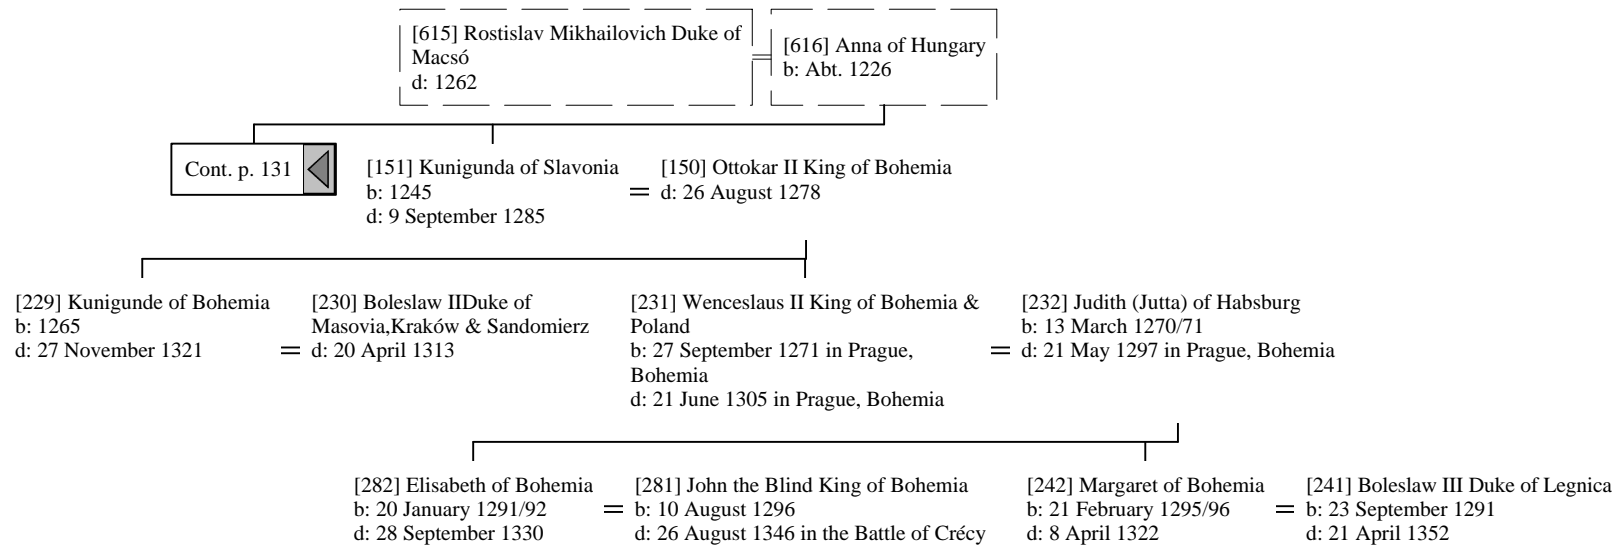 [615] Rostislav Mikhailovich Duke of
Macsó
d: 1262
[616] Anna of Hungary
b: Abt. 1226
Cont. p. 131
[151] Kunigunda of Slavonia
b: 1245
d: 9 September 1285
=
[150] Ottokar II King of Bohemia
d: 26 August 1278
[229] Kunigunde of Bohemia
b: 1265
d: 27 November 1321
=
[230] Boleslaw IIDuke of
Masovia,Kraków & Sandomierz
d: 20 April 1313
[231] Wenceslaus II King of Bohemia &
Poland
b: 27 September 1271 in Prague,
Bohemia
d: 21 June 1305 in Prague, Bohemia
=
[232] Judith (Jutta) of Habsburg
b: 13 March 1270/71
d: 21 May 1297 in Prague, Bohemia
[282] Elisabeth of Bohemia
b: 20 January 1291/92
d: 28 September 1330
=
[281] John the Blind King of Bohemia
b: 10 August 1296
d: 26 August 1346 in the Battle of Crécy
[242] Margaret of Bohemia
b: 21 February 1295/96
d: 8 April 1322
=
[241] Boleslaw III Duke of Legnica
b: 23 September 1291
d: 21 April 1352